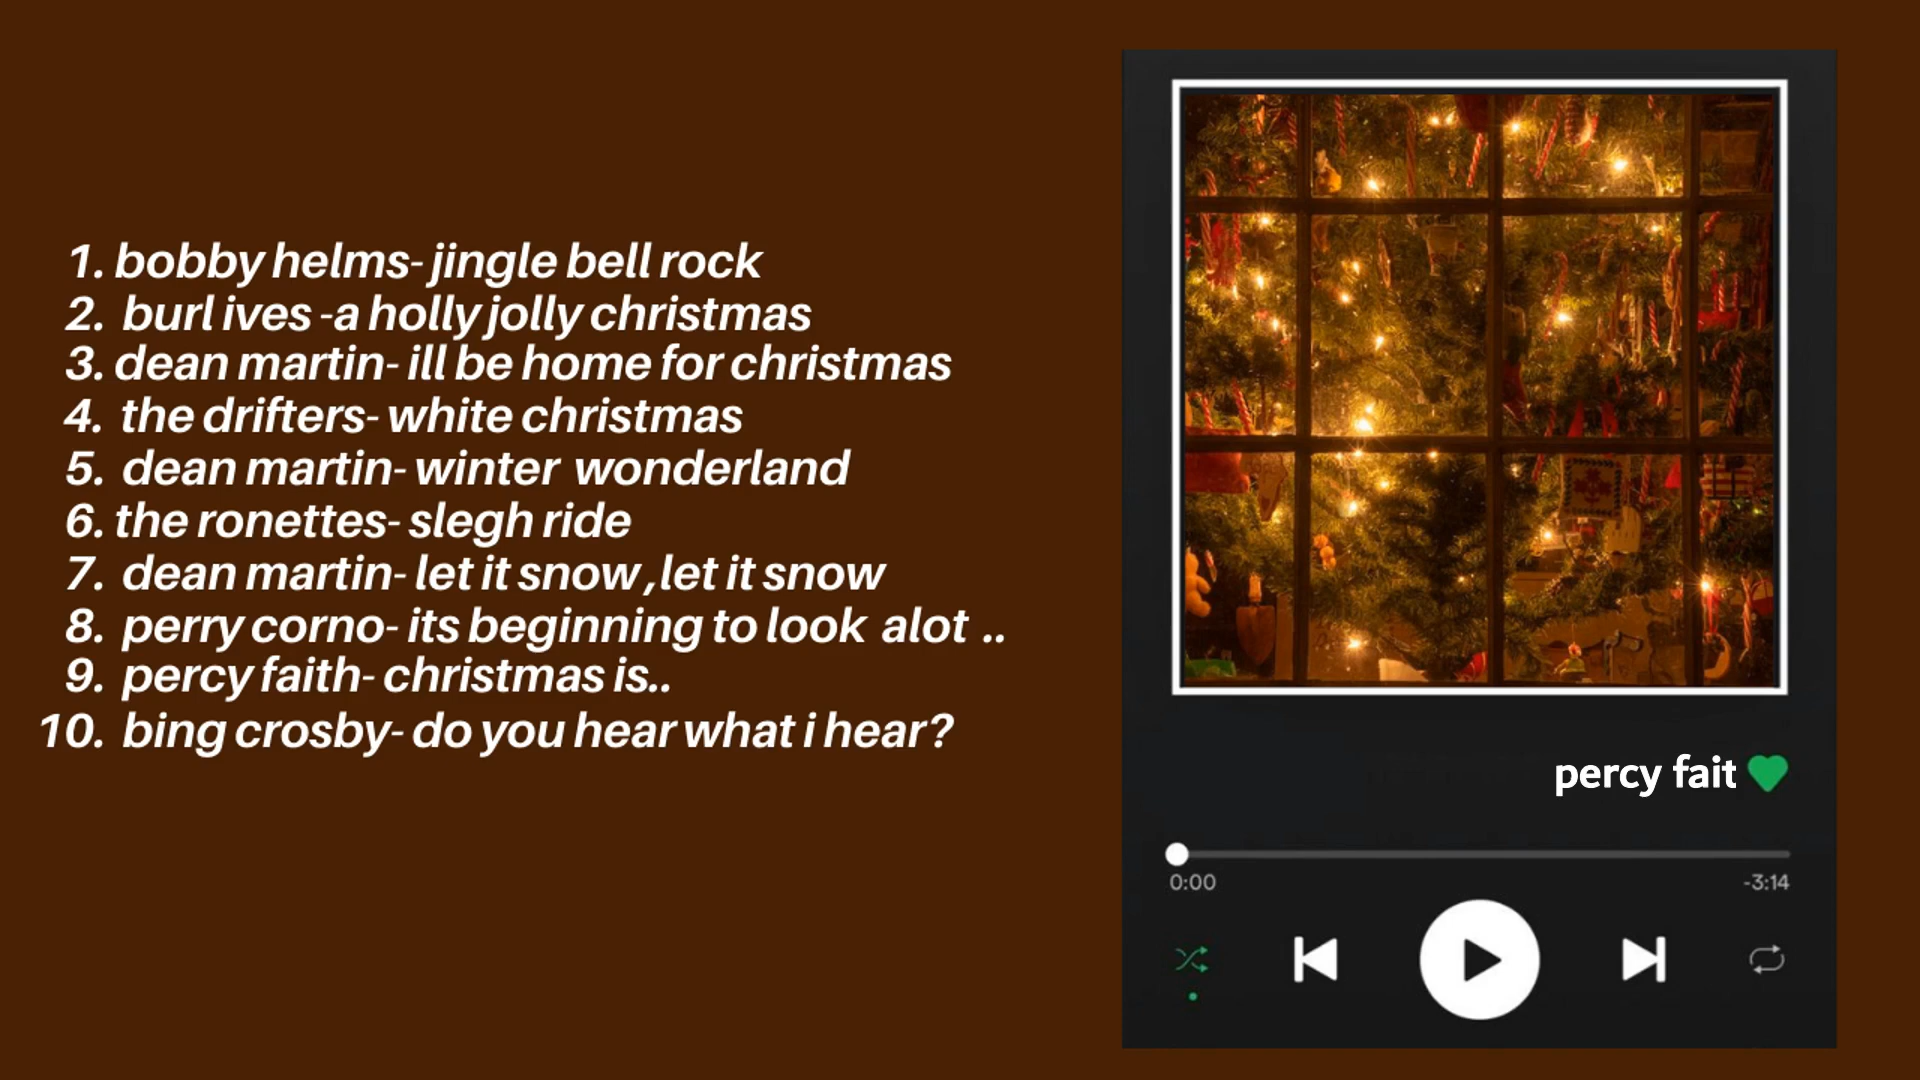 1. bobby helms- jingle bell rock
2. burl ives -a holly jolly christmas
3. dean martin- ill be home for christmas
4. the drifters- white christmas
5. dean martin- winter wonderland
6. the ronettes- slegh ride
7. dean martin- let it snow ,let it snow
8. perry corno- its beginning to look alot ..
9. percy faith- christmas is..
10. bing crosby- do you hear what i hear?
percy fait
0:00 -3:14